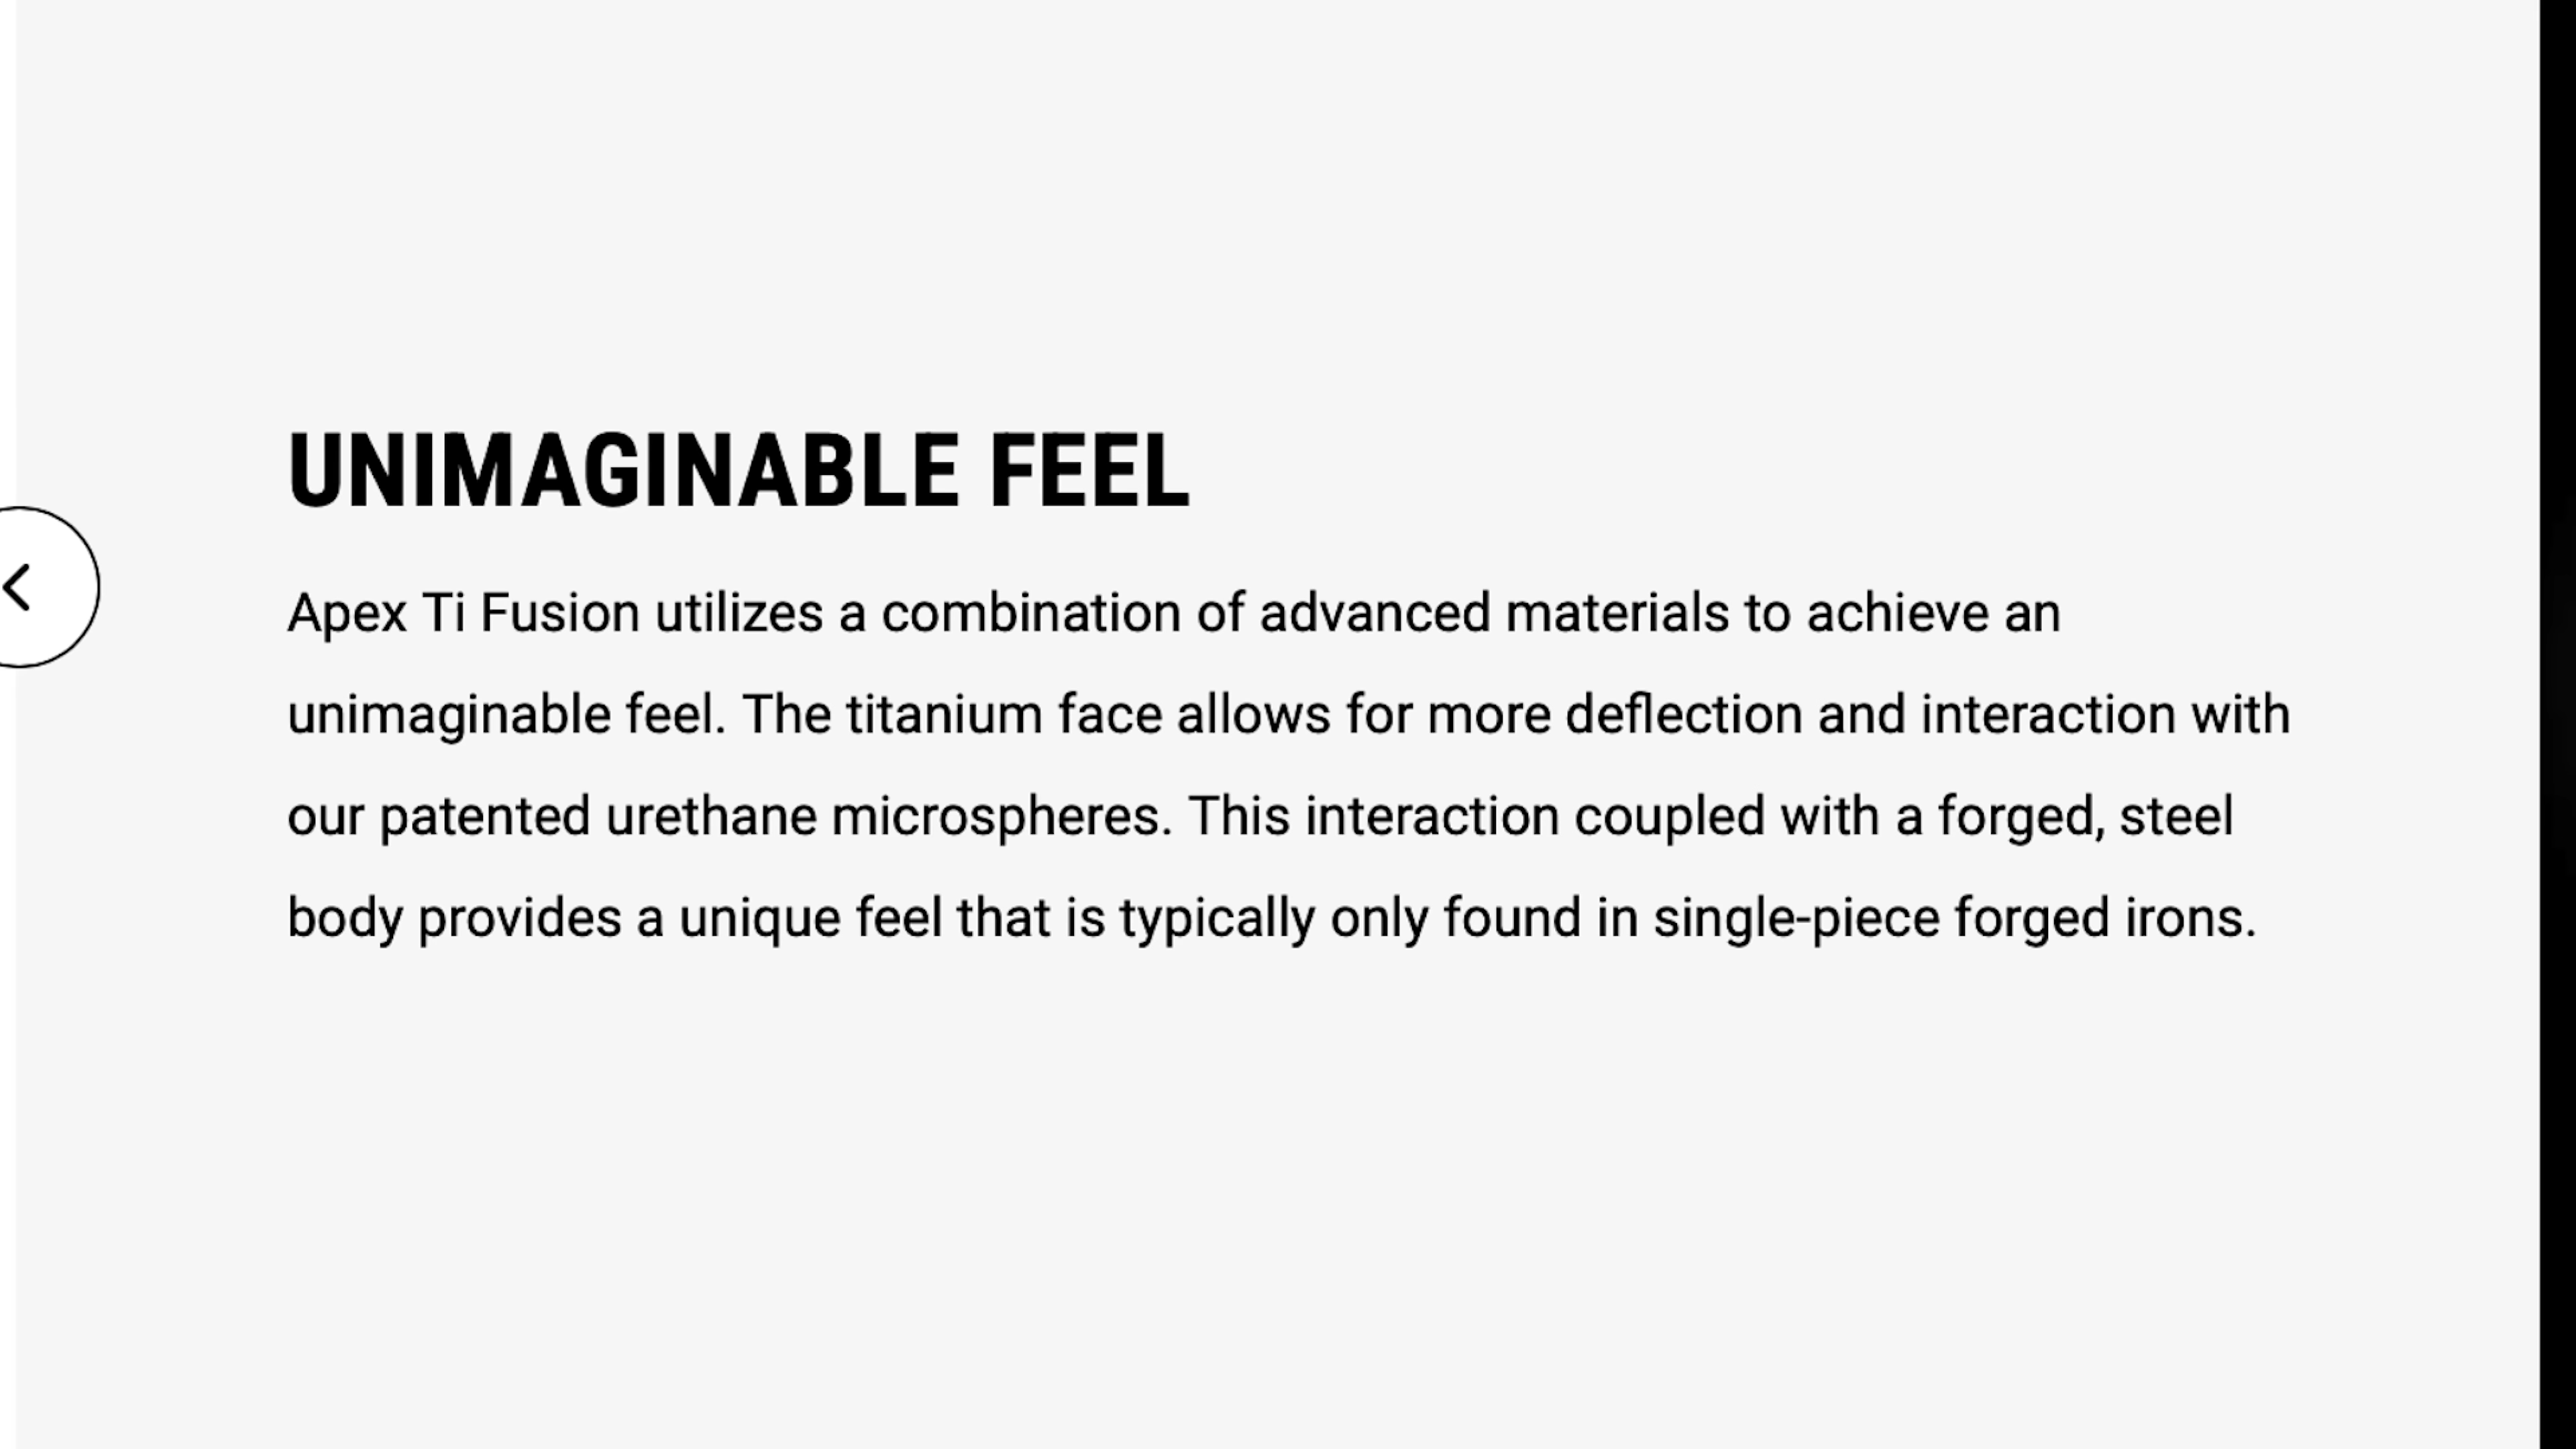 UNIMAGINABLE FEEL
Apex Ti Fusion utilizes a combination of advanced materials to achieve an
unimaginable feel. The titanium face allows for more deflection and interaction with
our patented urethane microspheres. This interaction coupled with a forged, steel
body provides a unique feel that is typically only found in single-piece forged irons.